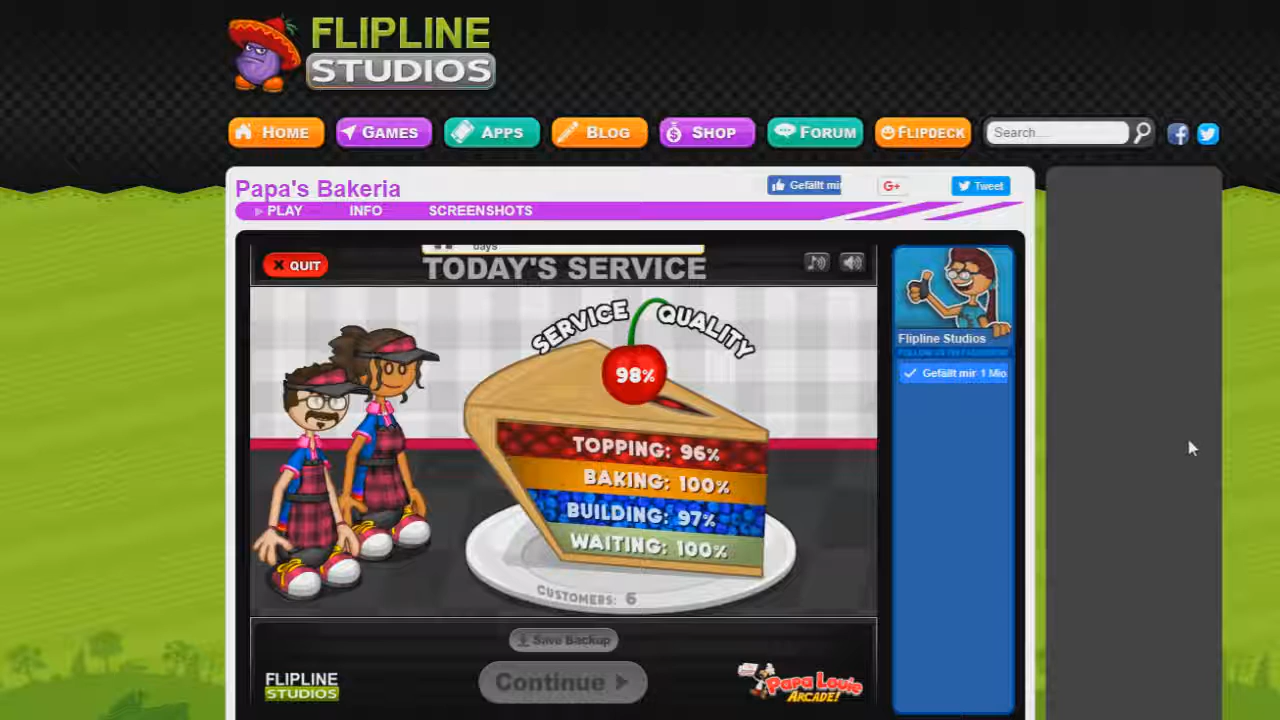 FLIPLINE
STUDIOS
HOME GAMES APPS BLOG SHOP FORUM FLIPDECK Search...
Papa's Bakeria
Gefällt mi G+ Tweet
PLAY INFO SCREENSHOTS
days
QUIT
TODAY'S SERVICE
SERVICE QUALITY
98%
TOPPING: 96%
BAKING: 100%
BUILDING: 97%
WAITING: 100%
CUSTOMERS: 6
Flipline Studios
Gefällt mir 1 Mio
Save Backup
Continue
FLIPLINE
STUDIOS
Papa Louie
ARCADE!